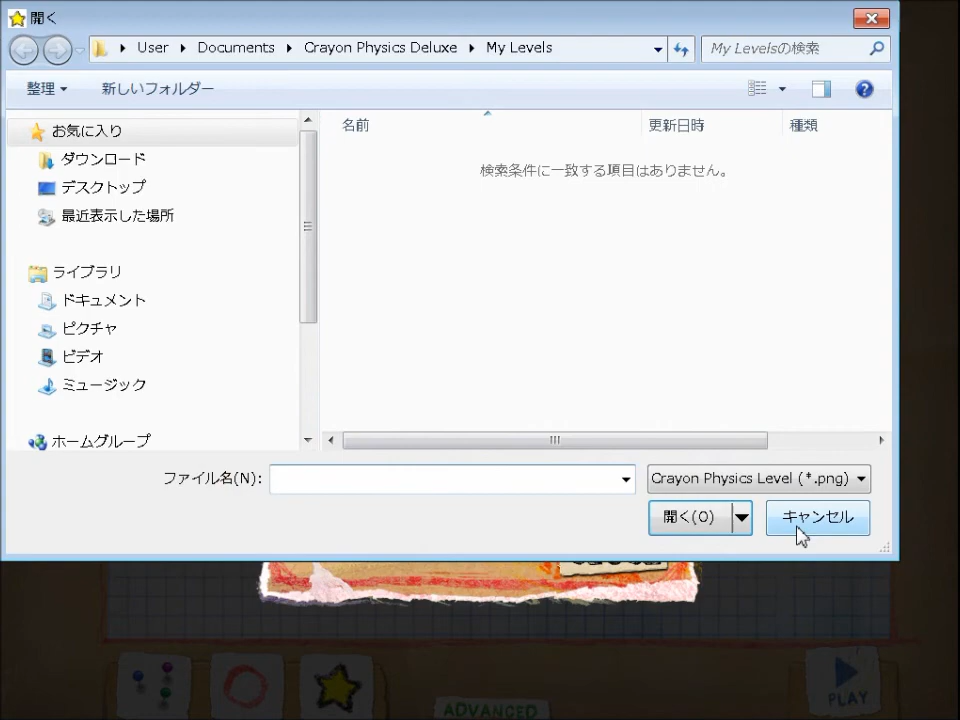 開く
User Documents Crayon Physics Deluxe My Levels
My Levelsの検索
整理 新しいフォルダー
お気に入り
ダウンロード
デスクトップ
最近表示した場所
ライブラリ
ドキュメント
ピクチャ
ビデオ
ミュージック
ホームグループ
名前 更新日時 種類
検索条件に一致する項目はありません。
ファイル名(N):
Crayon Physics Level (*.png)
開く(O) キャンセル
ADVANCED
PLAY